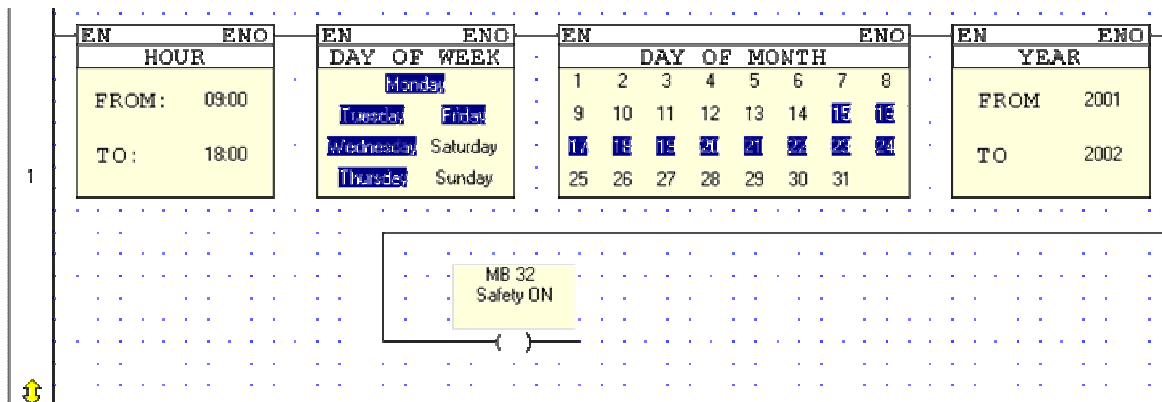 EN ENO EN ENO EN ENO EN ENO
HOUR DAY OF WEEK DAY OF MONTH YEAR
FROM: 09:00
TO: 18:00
Monday
Tuesday Friday
Wednesday Saturday
Thursday Sunday
1 2 3 4 5 6 7 8
9 10 11 12 13 14 15 16
17 18 19 20 21 22 23 24
25 26 27 28 29 30 31
FROM 2001
TO 2002
1
MB 32
Safety ON